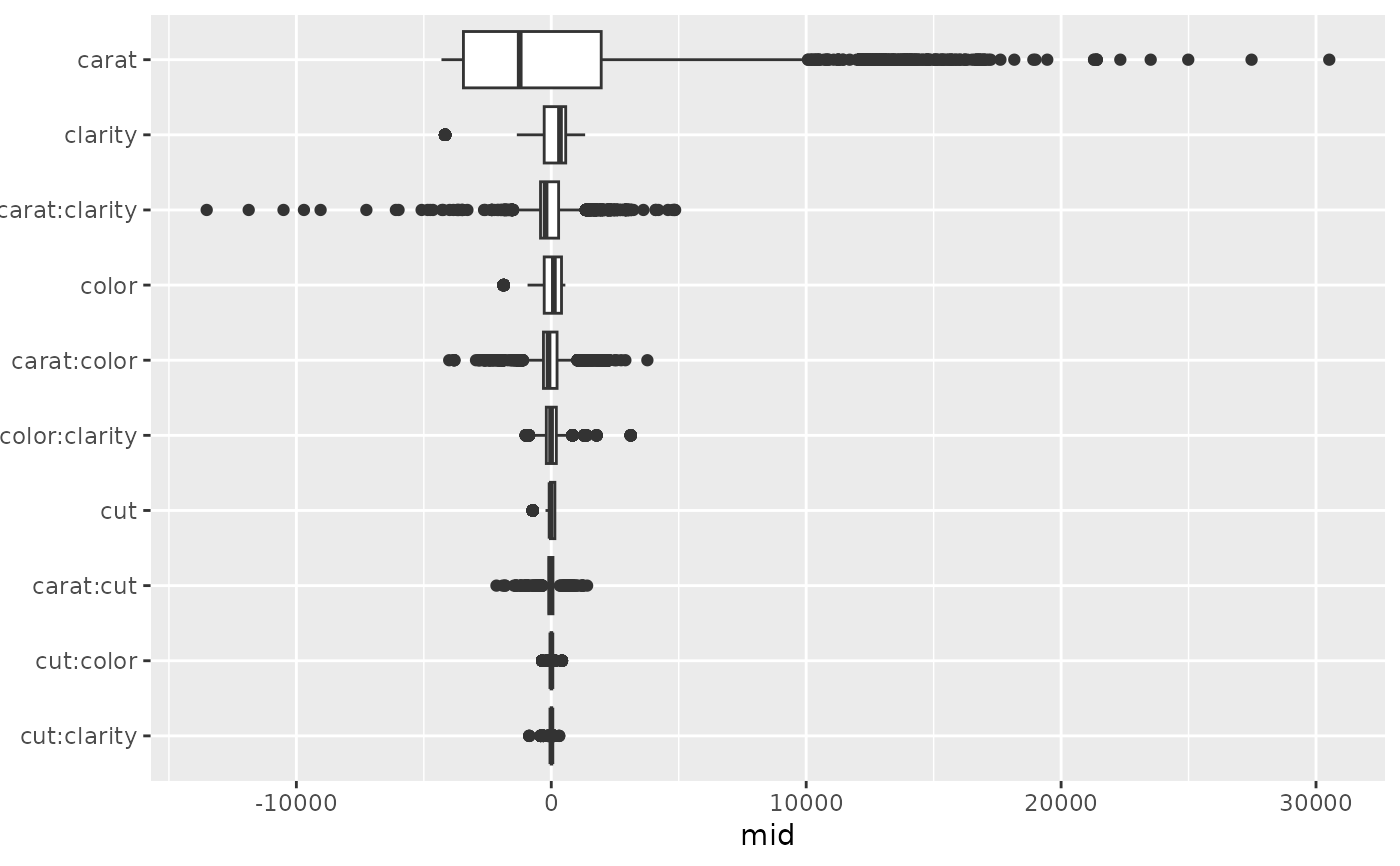 carat
clarity
carat:clarity
color
carat:color
color:clarity
cut
carat:cut
cut:color
cut:clarity
-10000 0 10000 20000 30000
mid